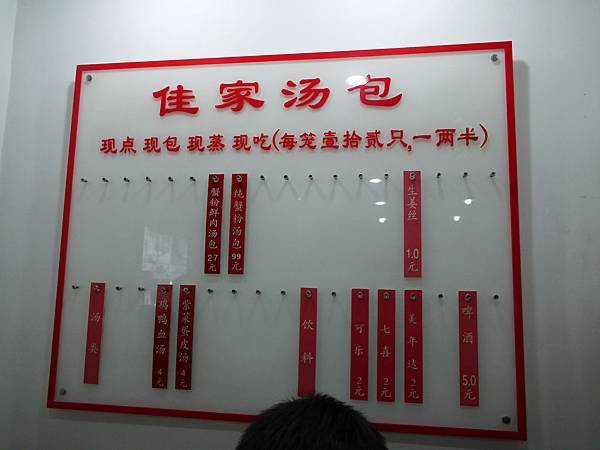 佳家汤包
现点 现包 现蒸 现吃(每笼壹拾贰只,一两半)
蟹粉鲜肉汤包 27元
纯蟹粉汤包 99元
生姜丝 1.0元
汤类
鸡鸭血汤 4元
紫菜蛋皮汤 4元
饮料
可乐 2元
七喜 2元
美年达 2元
啤酒 5.0元